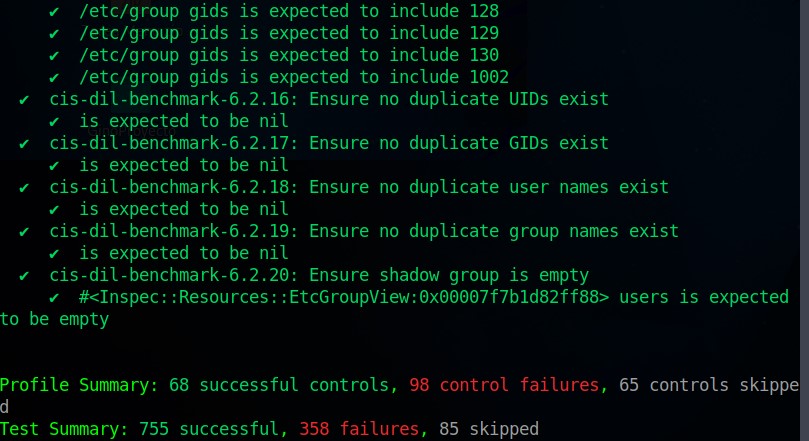 ✔ /etc/group gids is expected to include 128
✔ /etc/group gids is expected to include 129
✔ /etc/group gids is expected to include 130
✔ /etc/group gids is expected to include 1002
✔ cis-dil-benchmark-6.2.16: Ensure no duplicate UIDs exist
✔ is expected to be nil
✔ cis-dil-benchmark-6.2.17: Ensure no duplicate GIDs exist
✔ is expected to be nil
✔ cis-dil-benchmark-6.2.18: Ensure no duplicate user names exist
✔ is expected to be nil
✔ cis-dil-benchmark-6.2.19: Ensure no duplicate group names exist
✔ is expected to be nil
✔ cis-dil-benchmark-6.2.20: Ensure shadow group is empty
✔ #<Inspec::Resources::EtcGroupView:0x00007f7b1d82ff88> users is expected
to be empty
Profile Summary: 68 successful controls, 98 control failures, 65 controls skippe
d
Test Summary: 755 successful, 358 failures, 85 skipped